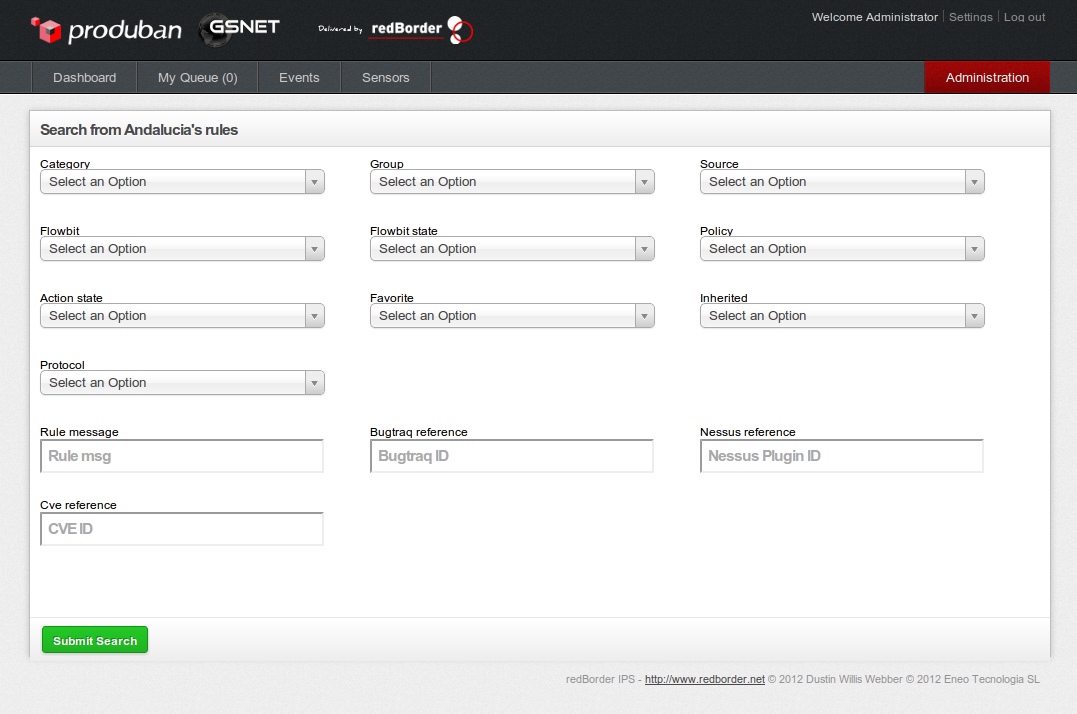 produban GSNET Delivered by redBorder
Welcome Administrator Settings Log out
Dashboard My Queue (0) Events Sensors Administration
Search from Andalucia's rules
Category Group Source
Select an Option Select an Option Select an Option
Flowbit Flowbit state Policy
Select an Option Select an Option Select an Option
Action state Favorite Inherited
Select an Option Select an Option Select an Option
Protocol
Select an Option
Rule message Bugtraq reference Nessus reference
Rule msg Bugtraq ID Nessus Plugin ID
Cve reference
CVE ID
Submit Search
redBorder IPS - http://www.redborder.net © 2012 Dustin Willis Webber © 2012 Eneo Tecnologia SL